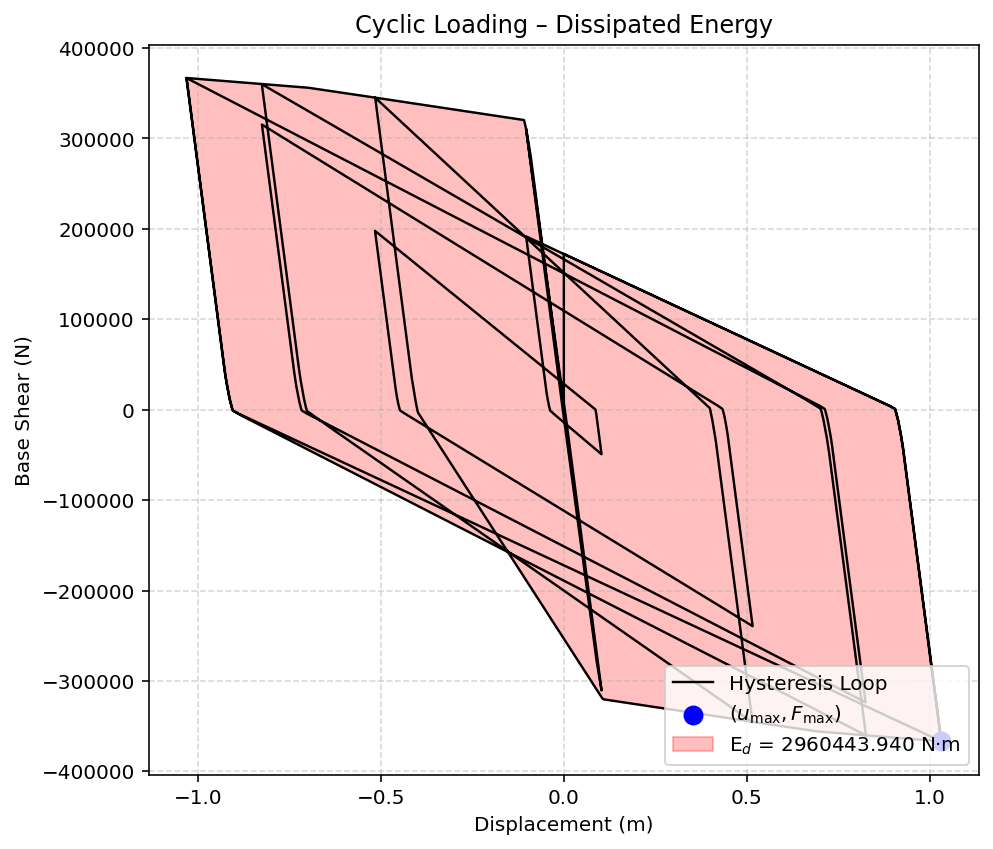 Cyclic Loading – Dissipated Energy
400000
300000
200000
100000
0
−100000
−200000
−300000
−400000
Base Shear (N)
Hysteresis Loop
(u_max, F_max)
E_d = 2960443.940 N·m
−1.0
−0.5
0.0
0.5
1.0
Displacement (m)